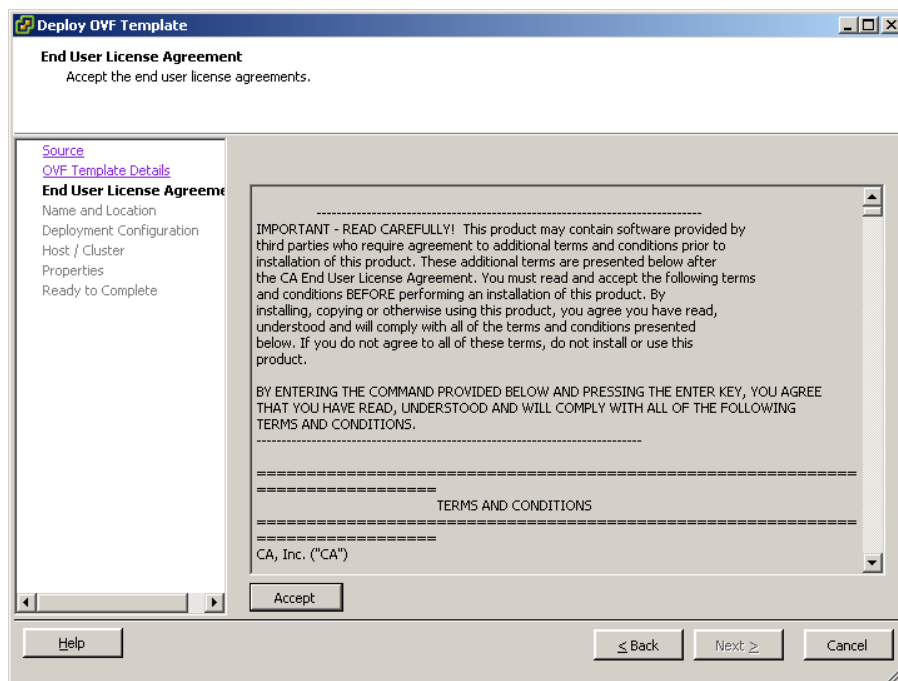 Deploy OVF Template
End User License Agreement
Accept the end user license agreements.
Source
OVF Template Details
End User License Agreeme
Name and Location
Deployment Configuration
Host / Cluster
Properties
Ready to Complete
--------------------------------------------------------------------------------
IMPORTANT - READ CAREFULLY!  This product may contain software provided by
third parties who require agreement to additional terms and conditions prior to
installation of this product. These additional terms are presented below after
the CA End User License Agreement. You must read and accept the following terms
and conditions BEFORE performing an installation of this product. By
installing, copying or otherwise using this product, you agree you have read,
understood and will comply with all of the terms and conditions presented
below. If you do not agree to all of these terms, do not install or use this
product.
BY ENTERING THE COMMAND PROVIDED BELOW AND PRESSING THE ENTER KEY, YOU AGREE
THAT YOU HAVE READ, UNDERSTOOD AND WILL COMPLY WITH ALL OF THE FOLLOWING
TERMS AND CONDITIONS.
--------------------------------------------------------------------------------
============================================================
==================
TERMS AND CONDITIONS
============================================================
==================
CA, Inc. ("CA")
Accept
Help
< Back
Next >
Cancel